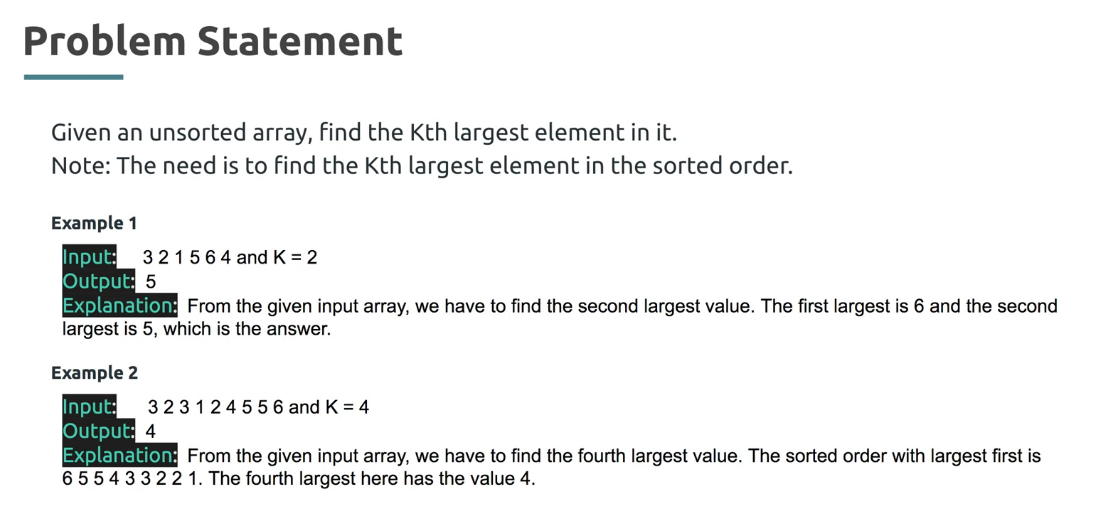 Problem Statement
Given an unsorted array, find the Kth largest element in it.
Note: The need is to find the Kth largest element in the sorted order.
Example 1
Input: 3 2 1 5 6 4 and K = 2
Output: 5
Explanation: From the given input array, we have to find the second largest value. The first largest is 6 and the second
largest is 5, which is the answer.
Example 2
Input: 3 2 3 1 2 4 5 5 6 and K = 4
Output: 4
Explanation: From the given input array, we have to find the fourth largest value. The sorted order with largest first is
6 5 5 4 3 3 2 2 1. The fourth largest here has the value 4.